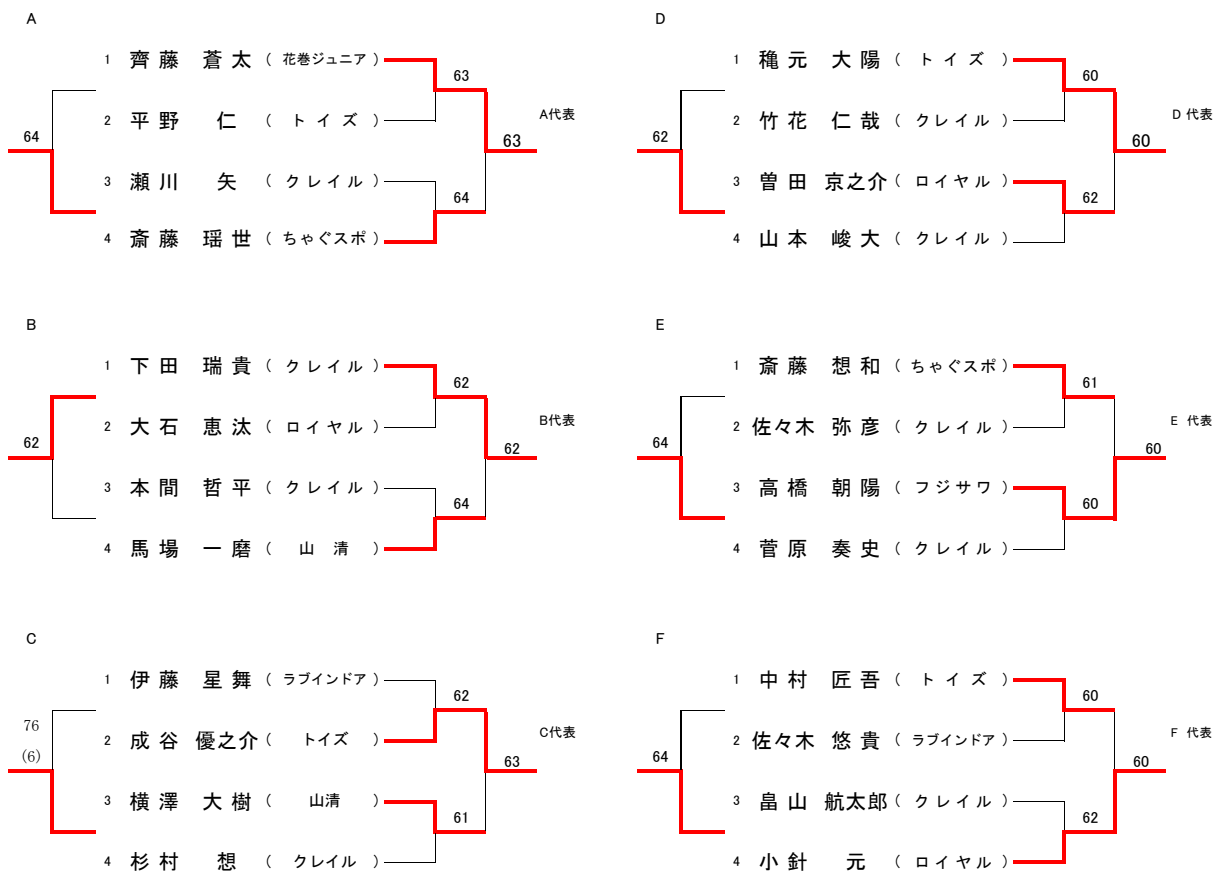 A
1 齊藤 蒼太 ( 花巻ジュニア )
63
2 平野 仁 ( トイズ )
A代表
64
63
3 瀬川 矢 ( クレイル )
64
4 斎藤 瑶世 ( ちゃぐスポ )
B
1 下田 瑞貴 ( クレイル )
62
2 大石 恵汰 ( ロイヤル )
B代表
62
62
3 本間 哲平 ( クレイル )
64
4 馬場 一磨 ( 山清 )
C
1 伊藤 星舞 ( ラブインドア )
62
76
2 成谷 優之介 ( トイズ )
C代表
(6)
63
3 横澤 大樹 ( 山清 )
61
4 杉村 想 ( クレイル )
D
1 穐元 大陽 ( トイズ )
60
2 竹花 仁哉 ( クレイル )
D 代表
62
60
3 曽田 京之介 ( ロイヤル )
62
4 山本 峻大 ( クレイル )
E
1 斎藤 想和 ( ちゃぐスポ )
61
2 佐々木 弥彦 ( クレイル )
E 代表
64
60
3 高橋 朝陽 ( フジサワ )
60
4 菅原 奏史 ( クレイル )
F
1 中村 匠吾 ( トイズ )
60
2 佐々木 悠貴 ( ラブインドア )
F 代表
64
60
3 畠山 航太郎 ( クレイル )
62
4 小針 元 ( ロイヤル )